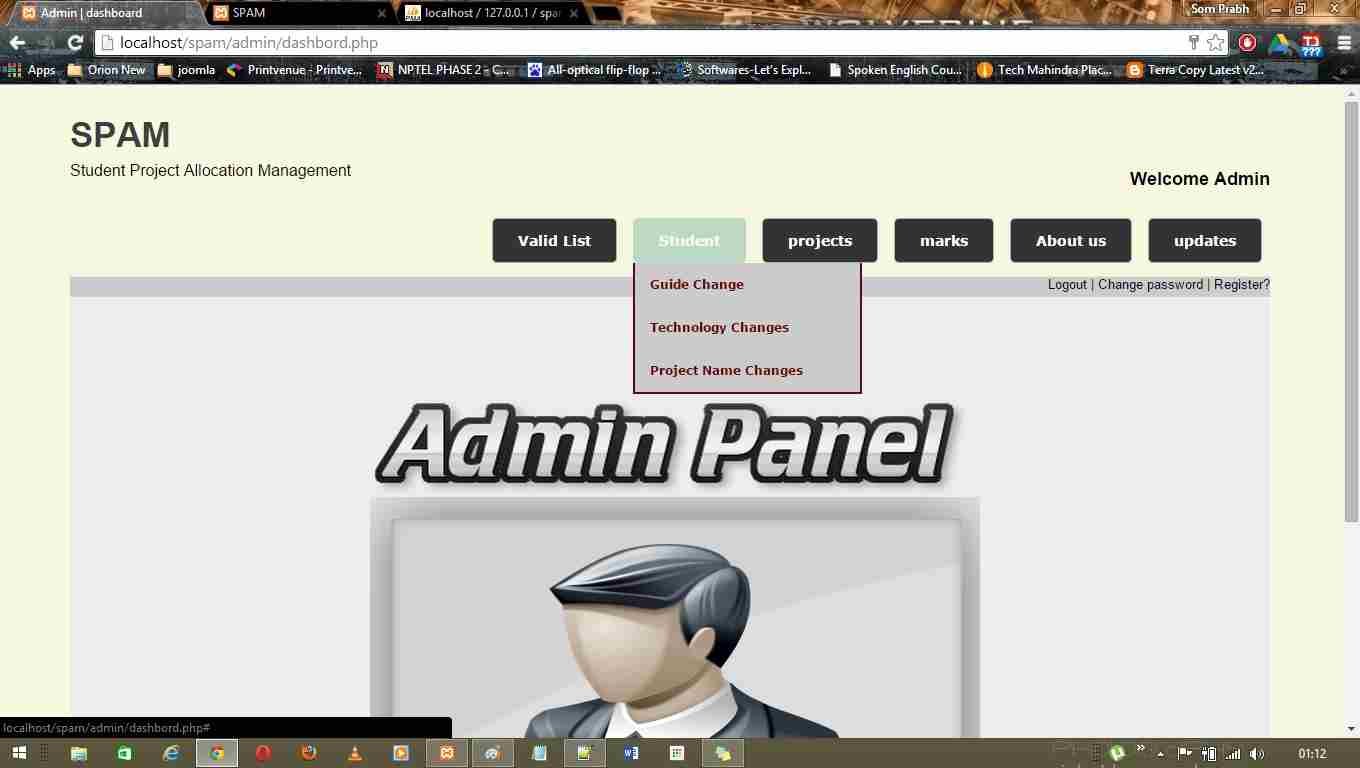 Admin | dashboard
SPAM
localhost / 127.0.0.1 / spa
Som Prabh
localhost/spam/admin/dashbord.php
Apps
Orion New
joomla
Printvenue - Printve...
NPTEL PHASE 2 - C...
All-optical flip-flop ...
Softwares-Let's Expl...
Spoken English Cou...
Tech Mahindra Plac...
Terra Copy Latest v2...
SPAM
Student Project Allocation Management
Welcome Admin
Valid List
Student
projects
marks
About us
updates
Guide Change
Technology Changes
Project Name Changes
Logout | Change password | Register?
Admin Panel
localhost/spam/admin/dashbord.php#
01:12